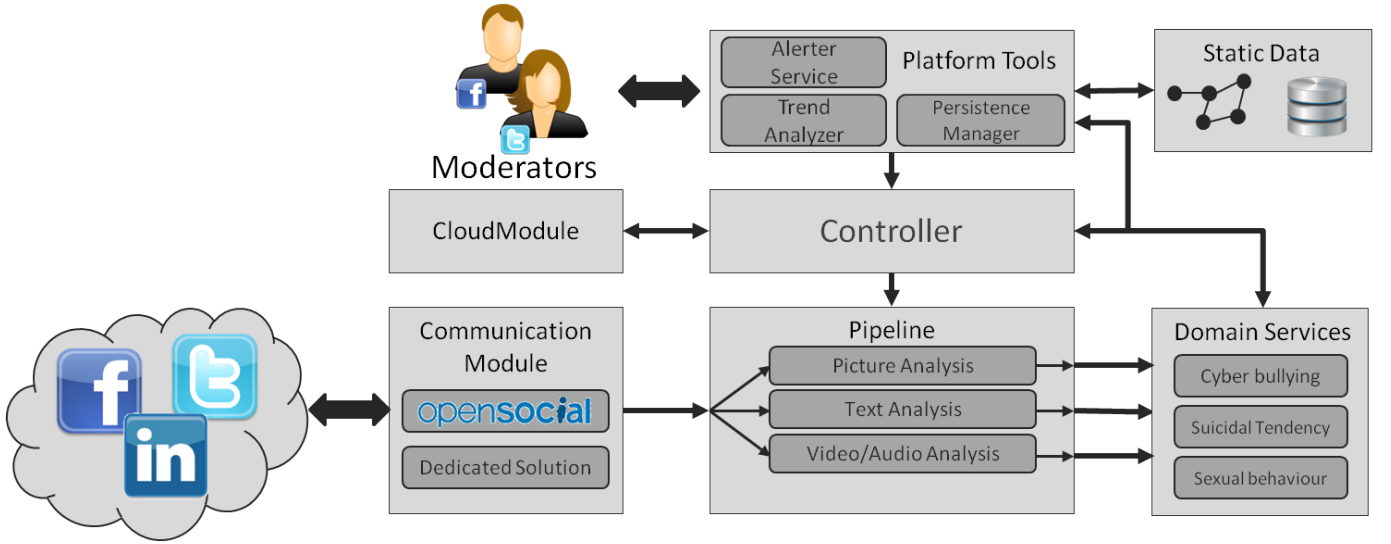 Alerter
Service
Platform Tools
Trend
Analyzer
Persistence
Manager
Static Data
f
t
Moderators
CloudModule
Controller
f
t
in
Communication
Module
opensocial
Dedicated Solution
Pipeline
Picture Analysis
Text Analysis
Video/Audio Analysis
Domain Services
Cyber bullying
Suicidal Tendency
Sexual behaviour